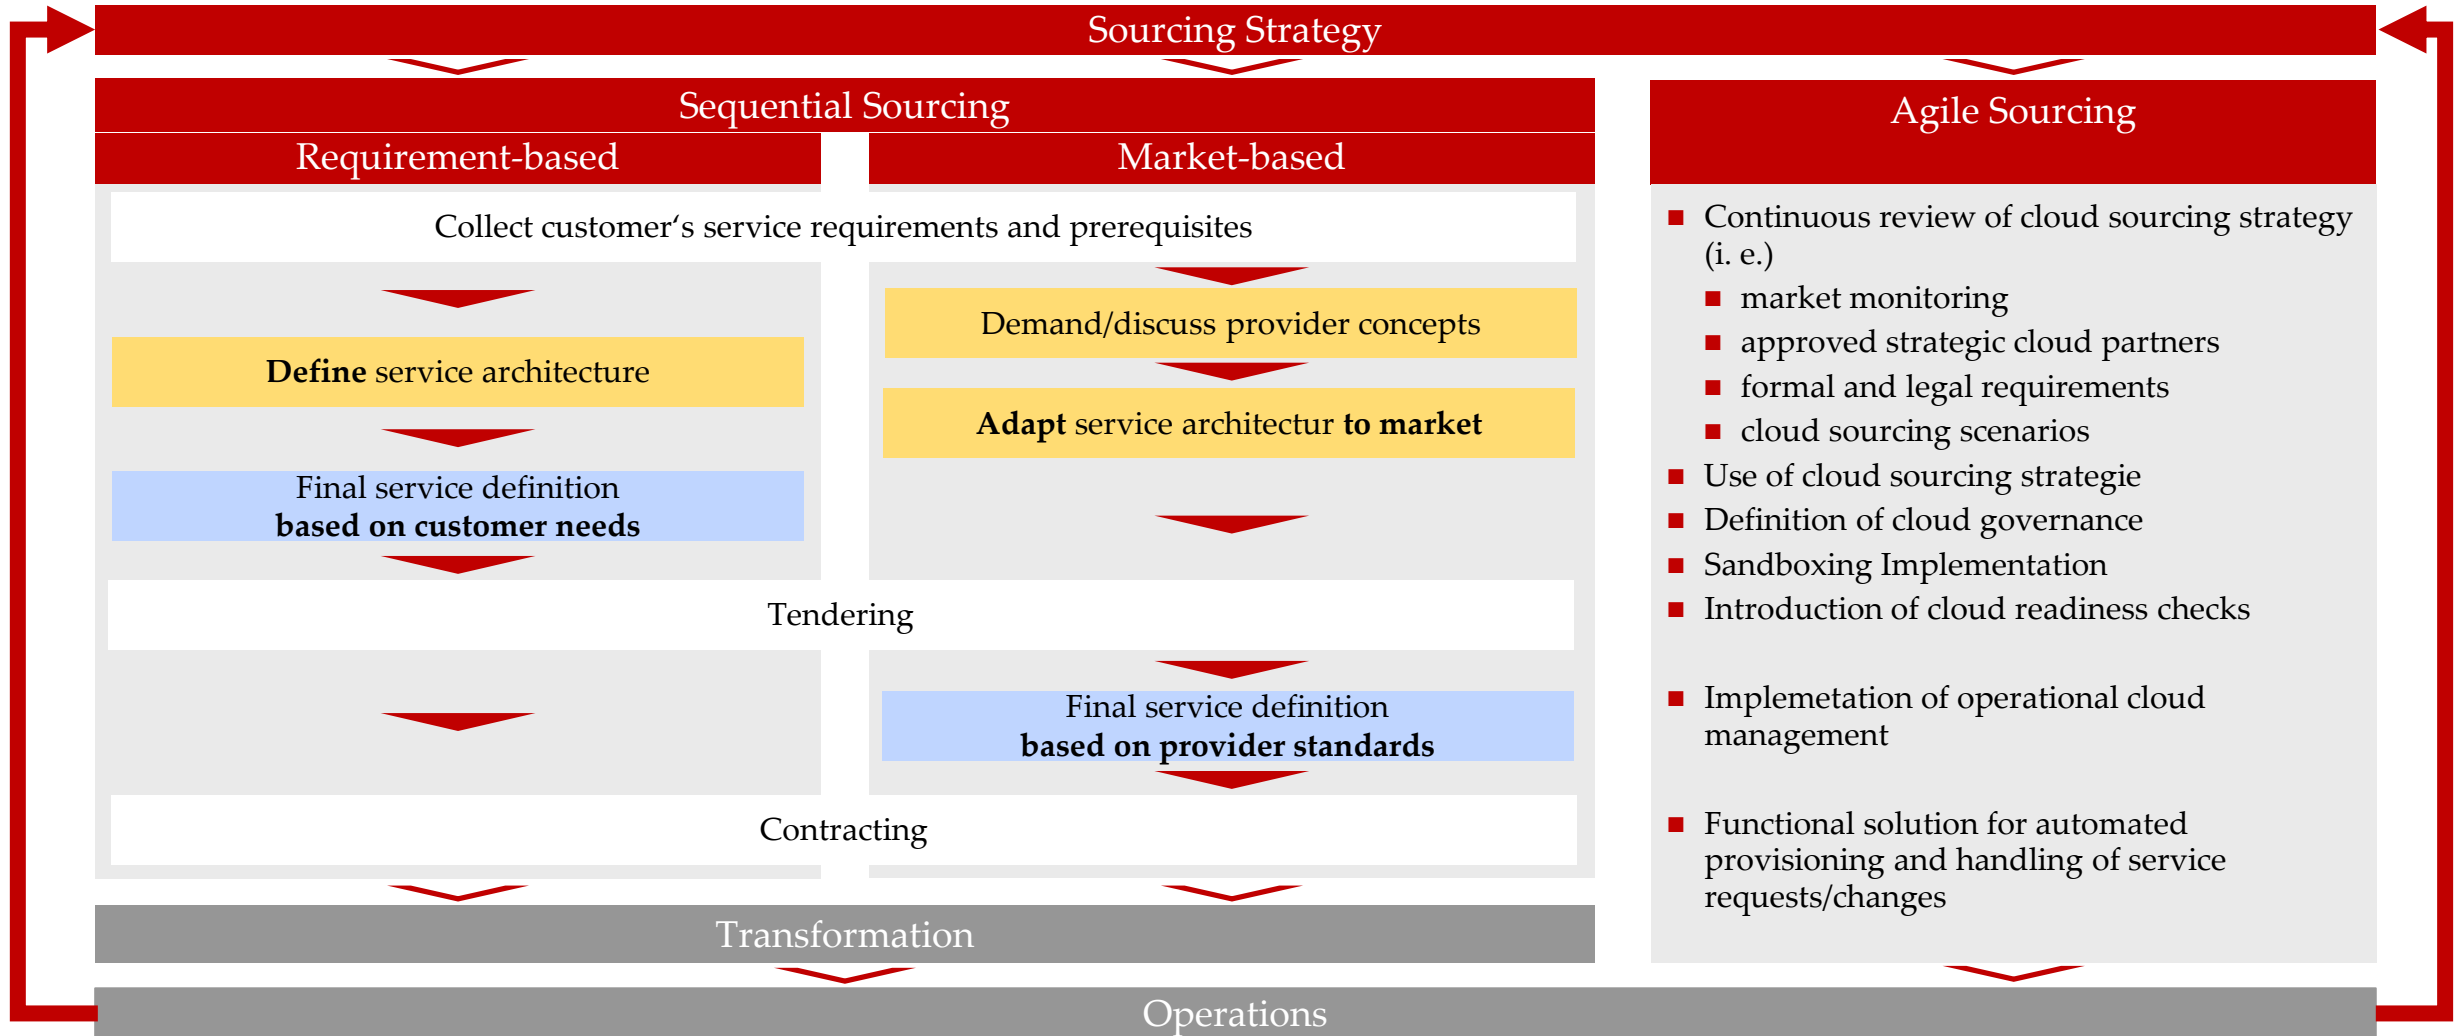 Sourcing Strategy
Sequential Sourcing
Requirement-based
Market-based
Collect customer‘s service requirements and prerequisites
Define service architecture
Final service definition
based on customer needs
Demand/discuss provider concepts
Adapt service architectur to market
Tendering
Final service definition
based on provider standards
Contracting
Transformation
Agile Sourcing
Continuous review of cloud sourcing strategy
(i. e.)
market monitoring
approved strategic cloud partners
formal and legal requirements
cloud sourcing scenarios
Use of cloud sourcing strategie
Definition of cloud governance
Sandboxing Implementation
Introduction of cloud readiness checks
Implemetation of operational cloud
management
Functional solution for automated
provisioning and handling of service
requests/changes
Operations